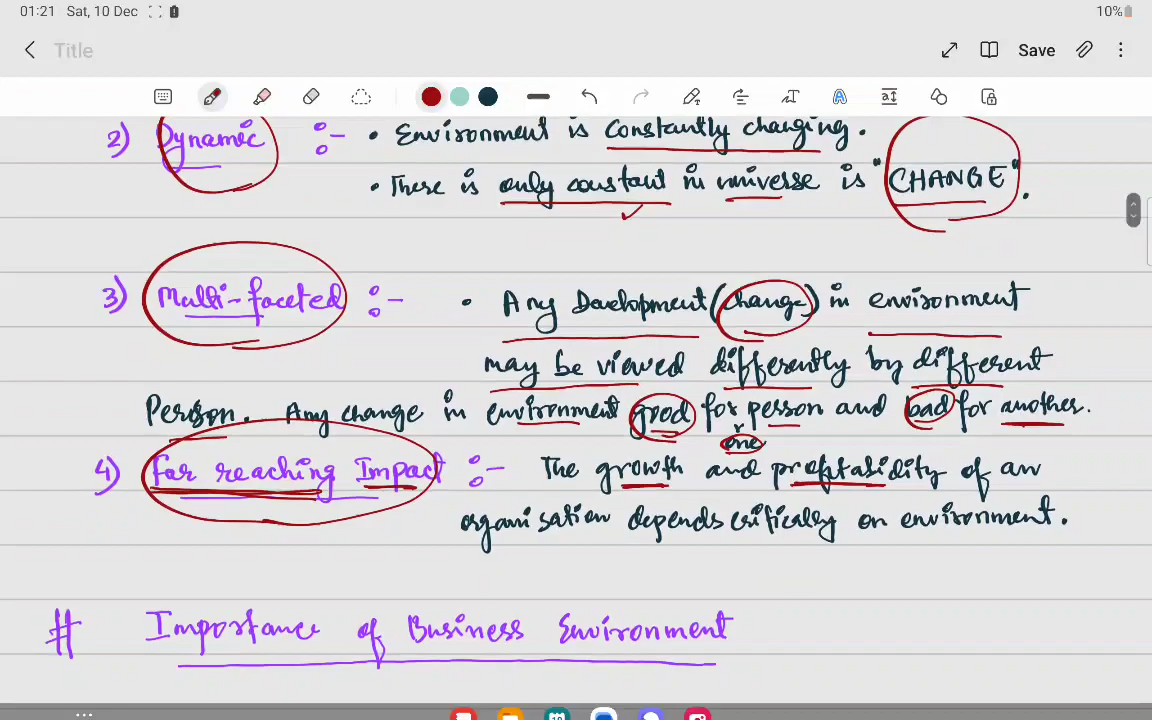 01:21 Sat, 10 Dec
10%
Title
Save
2) Dynamic :- • Environment is constantly changing.
• There is only constant in universe is "CHANGE".
3) Multi-faceted :- • Any Development (change) in environment
may be viewed differently by different
Person. Any change in environment good for one person and bad for another.
4) Far reaching Impact :- The growth and profitability of an
organisation depends critically on environment.
# Importance of Business Environment